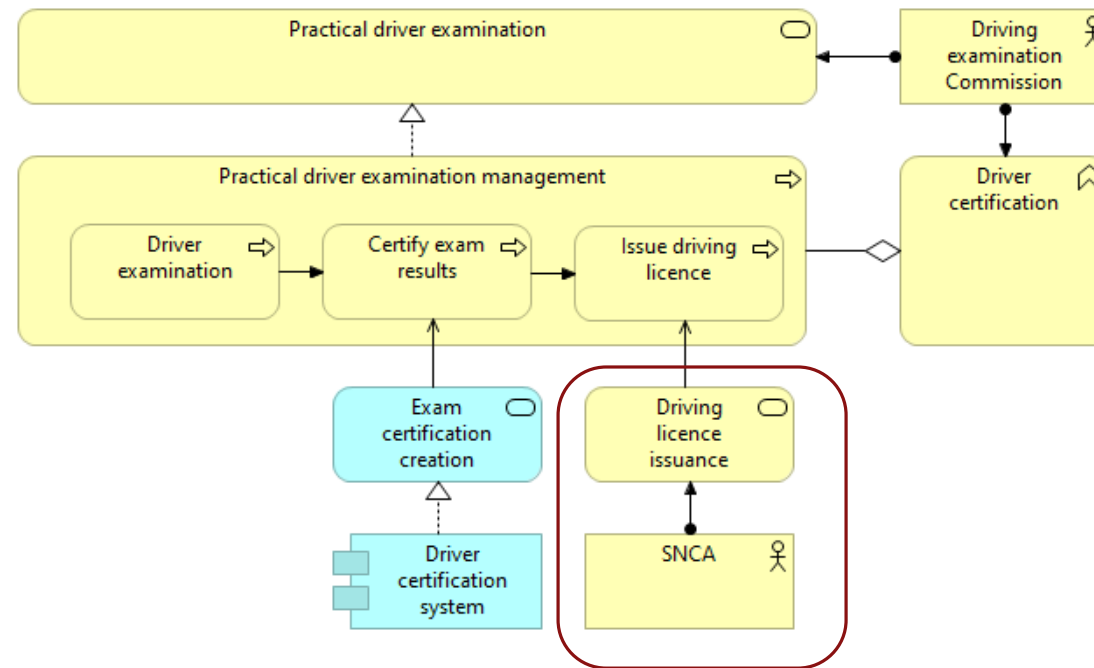 Practical driver examination
Driving
examination
Commission
Practical driver examination management
Driver
certification
Driver
examination
Certify exam
results
Issue driving
licence
Exam
certification
creation
Driving
licence
issuance
Driver
certification
system
SNCA